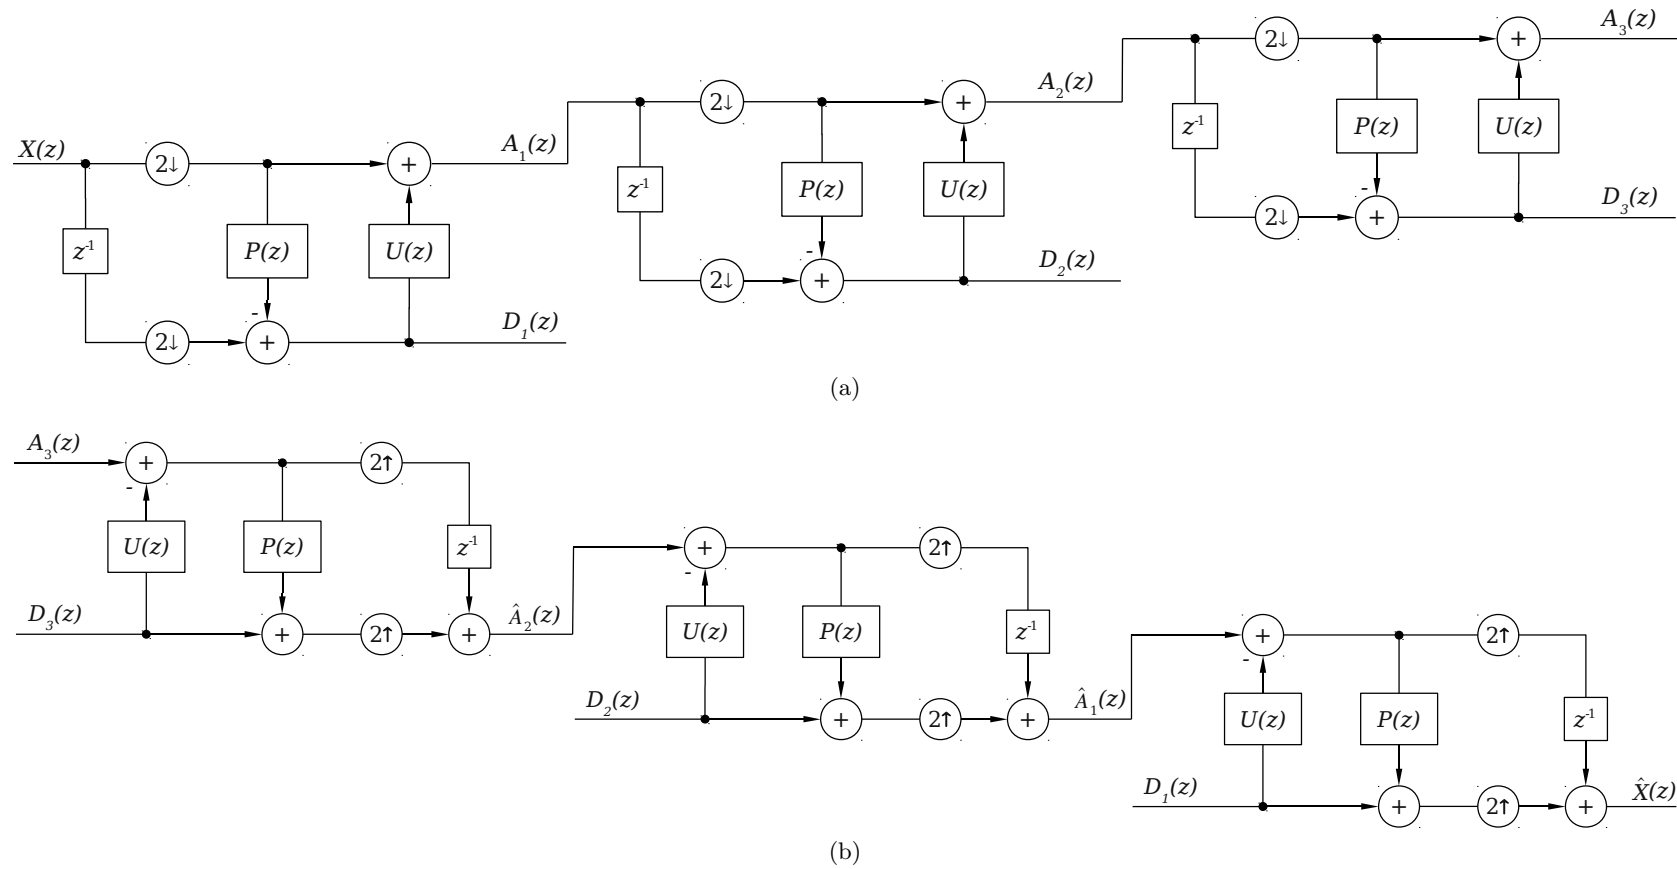 A₃(z)
2↓
+
A₂(z)
2↓
+
z⁻¹
P(z)
U(z)
X(z)
2↓
+
A₁(z)
z⁻¹
P(z)
U(z)
-
D₃(z)
2↓
+
z⁻¹
P(z)
U(z)
-
D₂(z)
2↓
+
-
D₁(z)
2↓
+
(a)
A₃(z)
+
2↑
-
U(z)
P(z)
z⁻¹
+
2↑
-
D₃(z)
+
2↑
+
Â₂(z)
U(z)
P(z)
z⁻¹
+
2↑
-
D₂(z)
+
2↑
+
Â₁(z)
U(z)
P(z)
z⁻¹
D₁(z)
+
2↑
+
X̂(z)
(b)